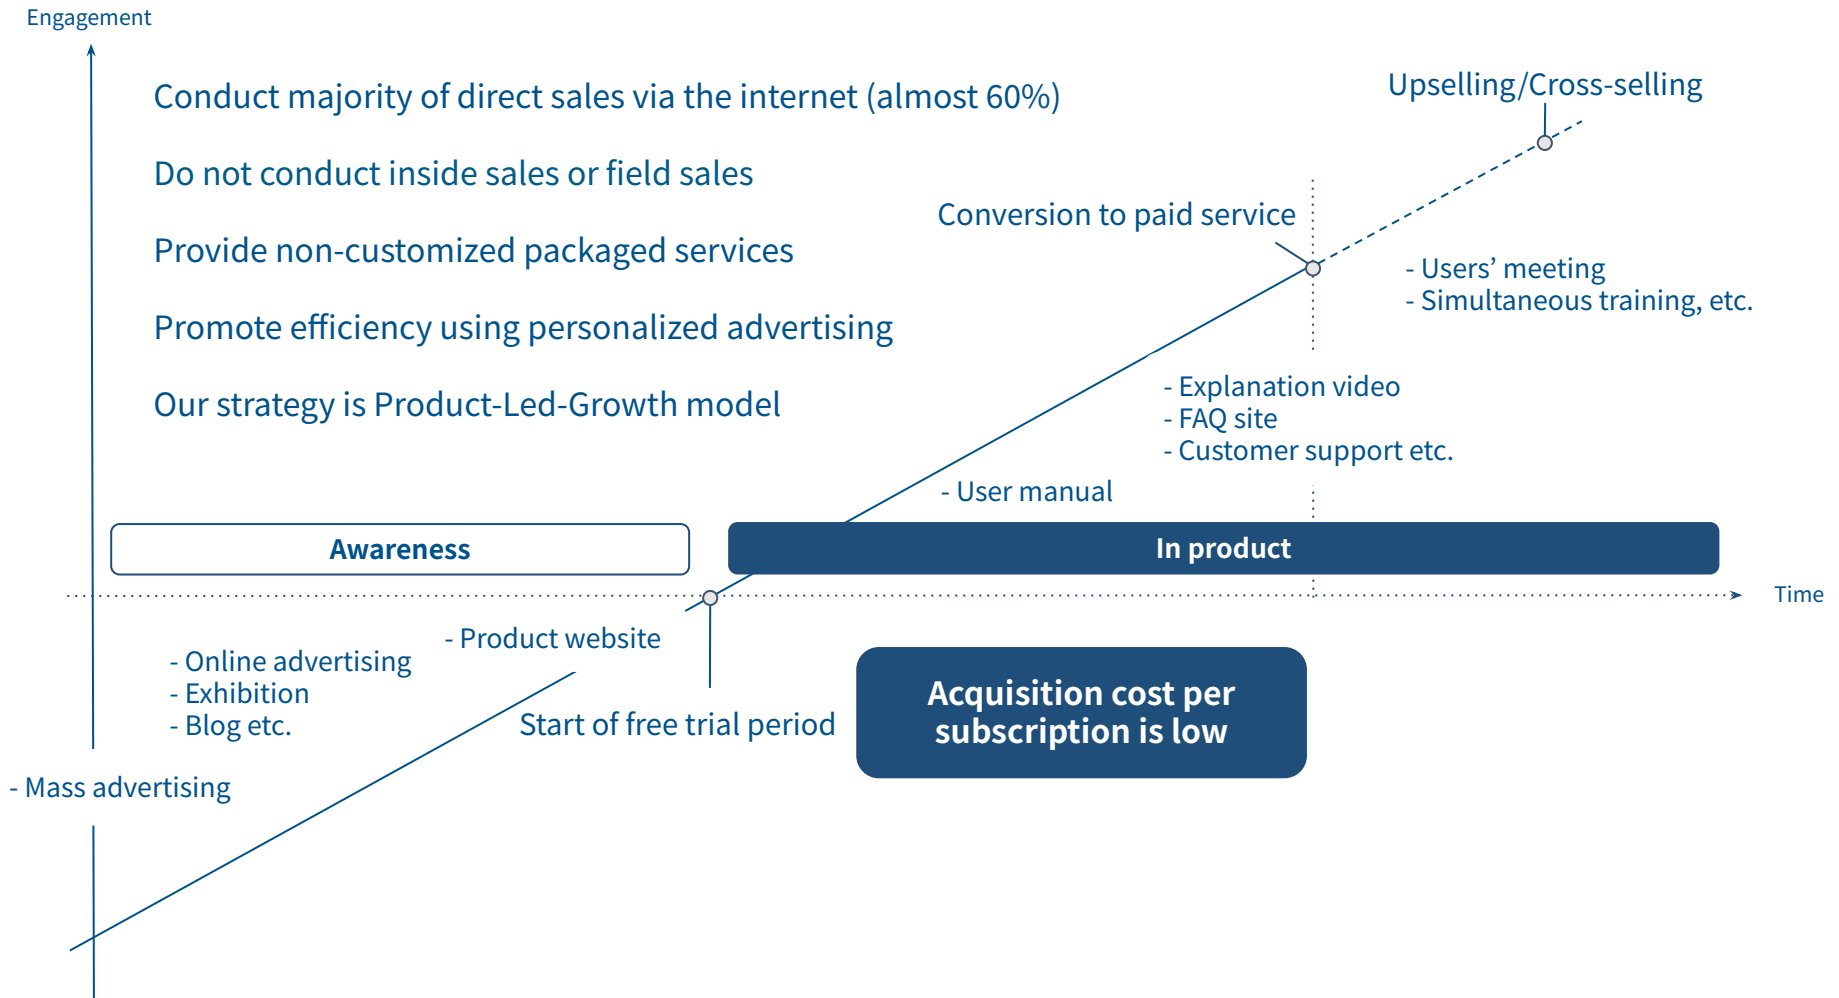 Engagement
Conduct majority of direct sales via the internet (almost 60%)
Do not conduct inside sales or field sales
Provide non-customized packaged services
Promote efficiency using personalized advertising
Our strategy is Product-Led-Growth model
Upselling/Cross-selling
Conversion to paid service
- Users’ meeting
- Simultaneous training, etc.
- Explanation video
- FAQ site
- Customer support etc.
- User manual
Awareness
In product
Time
- Product website
- Online advertising
- Exhibition
- Blog etc.
Start of free trial period
- Mass advertising
Acquisition cost per
subscription is low